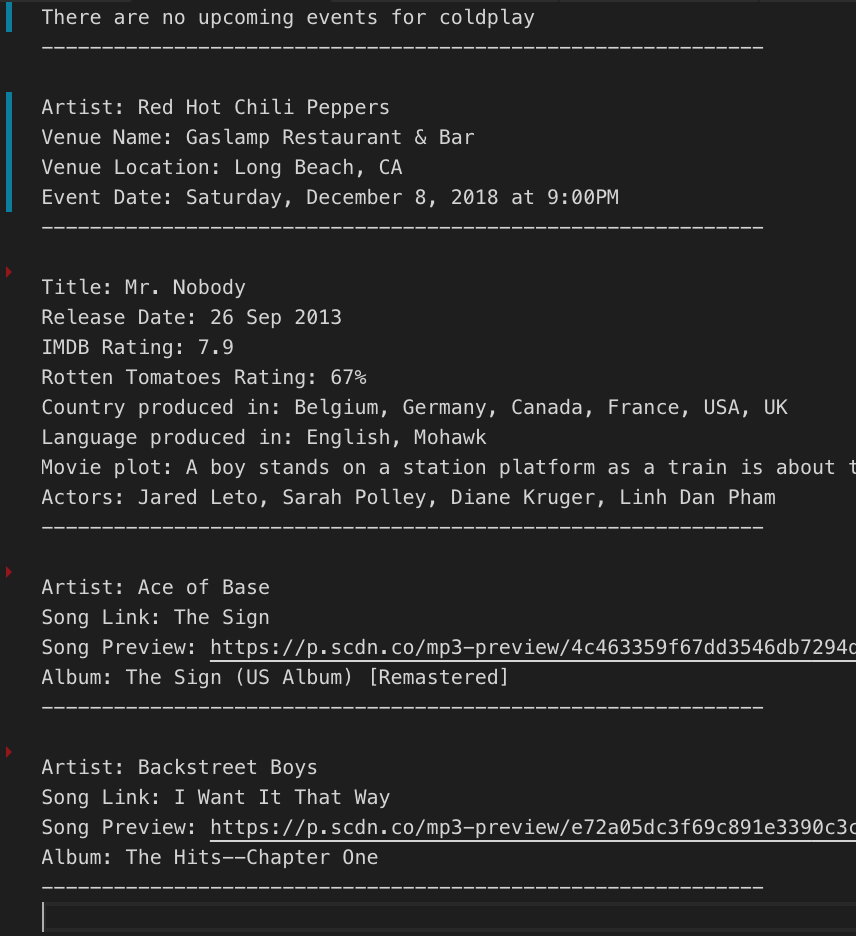 There are no upcoming events for coldplay
------------------------------------------------------------
Artist: Red Hot Chili Peppers
Venue Name: Gaslamp Restaurant & Bar
Venue Location: Long Beach, CA
Event Date: Saturday, December 8, 2018 at 9:00PM
------------------------------------------------------------
Title: Mr. Nobody
Release Date: 26 Sep 2013
IMDB Rating: 7.9
Rotten Tomatoes Rating: 67%
Country produced in: Belgium, Germany, Canada, France, USA, UK
Language produced in: English, Mohawk
Movie plot: A boy stands on a station platform as a train is about t
Actors: Jared Leto, Sarah Polley, Diane Kruger, Linh Dan Pham
------------------------------------------------------------
Artist: Ace of Base
Song Link: The Sign
Song Preview: https://p.scdn.co/mp3-preview/4c463359f67dd3546db7294d
Album: The Sign (US Album) [Remastered]
------------------------------------------------------------
Artist: Backstreet Boys
Song Link: I Want It That Way
Song Preview: https://p.scdn.co/mp3-preview/e72a05dc3f69c891e3390c3c
Album: The Hits--Chapter One
------------------------------------------------------------